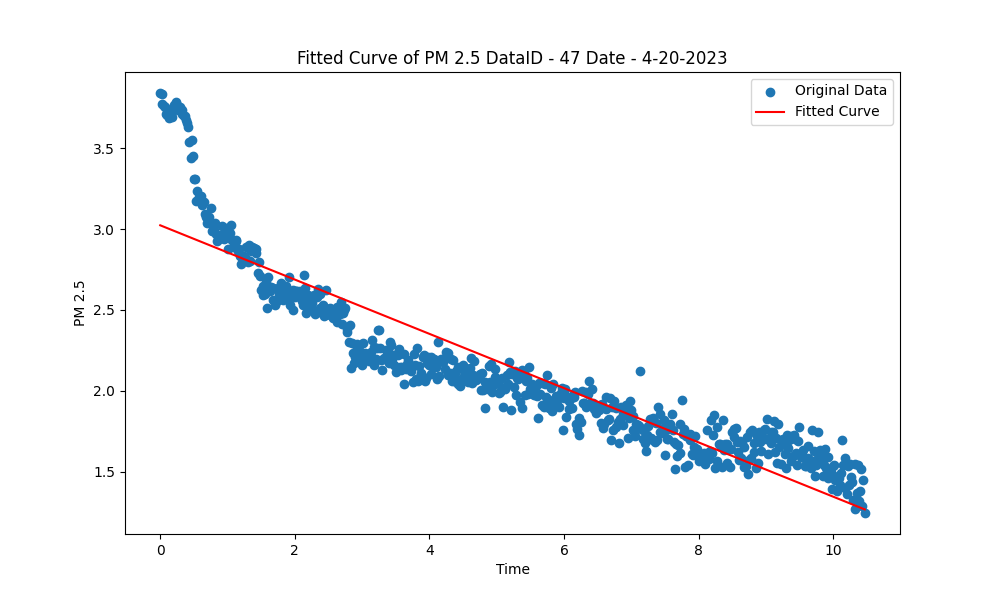 Fitted Curve of PM 2.5 DataID - 47 Date - 4-20-2023
Original Data
Fitted Curve
3.5
3.0
2.5
2.0
1.5
PM 2.5
0 2 4 6 8 10
Time